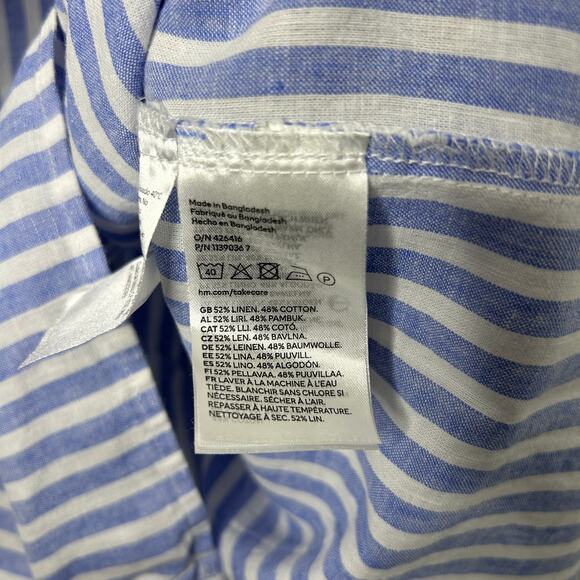 Made in Bangladesh
Fabriqué au Bangladesh
Hecho en Bangladesh
O/N 426416
P/N 1139036 7
40
P
hm.com/takecare
GB 52% LINEN. 48% COTTON.
AL 52% LIRI. 48% PAMBUK.
CAT 52% LLI. 48% COTÓ.
CZ 52% LEN. 48% BAVLNA.
DE 52% LEINEN. 48% BAUMWOLLE.
EE 52% LINA. 48% PUUVILL.
ES 52% LINO. 48% ALGODÓN.
FI 52% PELLAVAA. 48% PUUVILLAA.
FR LAVER À LA MACHINE À L'EAU
TIÈDE. BLANCHIR SANS CHLORE SI
NÉCESSAIRE. SÉCHER À L'AIR.
REPASSER À HAUTE TEMPÉRATURE.
NETTOYAGE À SEC. 52% LIN.